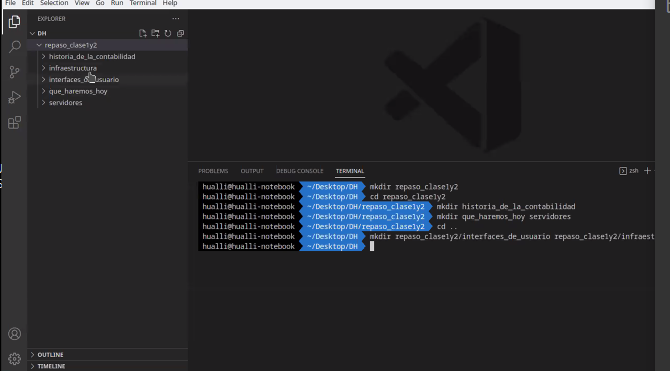 File Edit Selection View Go Run Terminal Help
EXPLORER
DH
repaso_clase1y2
historia_de_la_contabilidad
infraestructura
interfaces_de_usuario
que_haremos_hoy
servidores
PROBLEMS OUTPUT DEBUG CONSOLE TERMINAL zsh
hualli@hualli-notebook ~/Desktop/DH mkdir repaso_clase1y2
hualli@hualli-notebook ~/Desktop/DH cd repaso_clase1y2
hualli@hualli-notebook ~/Desktop/DH/repaso_clase1y2 mkdir historia_de_la_contabilidad
hualli@hualli-notebook ~/Desktop/DH/repaso_clase1y2 mkdir que_haremos_hoy servidores
hualli@hualli-notebook ~/Desktop/DH/repaso_clase1y2 cd ..
hualli@hualli-notebook ~/Desktop/DH mkdir repaso_clase1y2/interfaces_de_usuario repaso_clase1y2/infraest
hualli@hualli-notebook ~/Desktop/DH
OUTLINE
TIMELINE